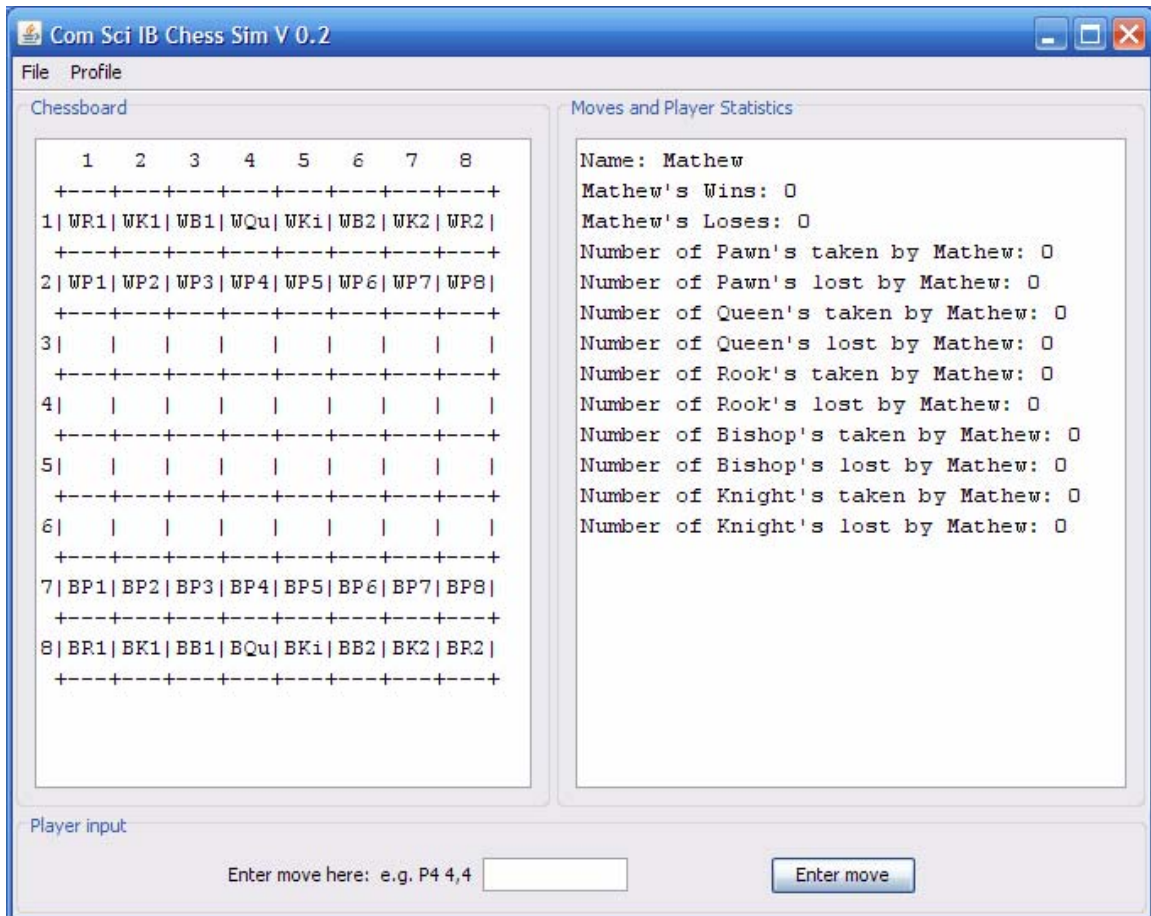 Com Sci IB Chess Sim V 0.2
File Profile
Chessboard
1 2 3 4 5 6 7 8
+---+---+---+---+---+---+---+---+
1|WR1|WK1|WB1|WQu|WKi|WB2|WK2|WR2|
+---+---+---+---+---+---+---+---+
2|WP1|WP2|WP3|WP4|WP5|WP6|WP7|WP8|
+---+---+---+---+---+---+---+---+
3|   |   |   |   |   |   |   |   |
+---+---+---+---+---+---+---+---+
4|   |   |   |   |   |   |   |   |
+---+---+---+---+---+---+---+---+
5|   |   |   |   |   |   |   |   |
+---+---+---+---+---+---+---+---+
6|   |   |   |   |   |   |   |   |
+---+---+---+---+---+---+---+---+
7|BP1|BP2|BP3|BP4|BP5|BP6|BP7|BP8|
+---+---+---+---+---+---+---+---+
8|BR1|BK1|BB1|BQu|BKi|BB2|BK2|BR2|
+---+---+---+---+---+---+---+---+
Moves and Player Statistics
Name: Mathew
Mathew's Wins: 0
Mathew's Loses: 0
Number of Pawn's taken by Mathew: 0
Number of Pawn's lost by Mathew: 0
Number of Queen's taken by Mathew: 0
Number of Queen's lost by Mathew: 0
Number of Rook's taken by Mathew: 0
Number of Rook's lost by Mathew: 0
Number of Bishop's taken by Mathew: 0
Number of Bishop's lost by Mathew: 0
Number of Knight's taken by Mathew: 0
Number of Knight's lost by Mathew: 0
Player input
Enter move here: e.g. P4 4,4
Enter move